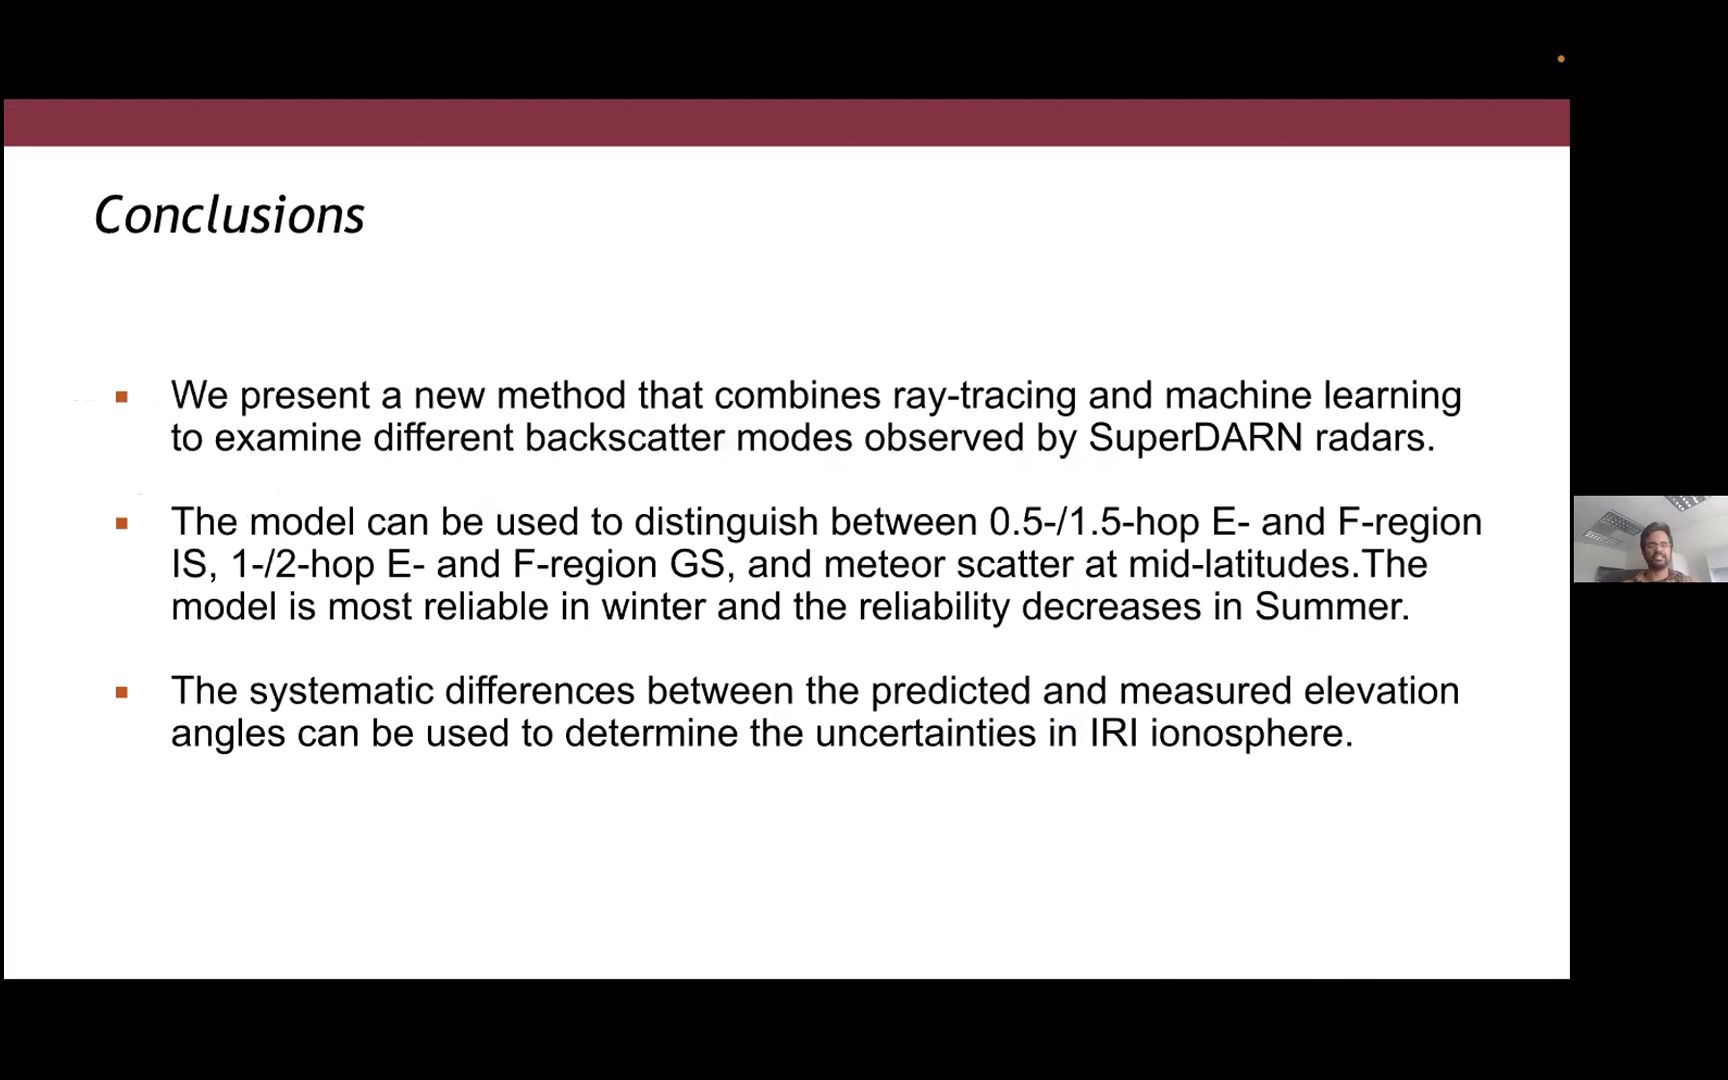 Conclusions
We present a new method that combines ray-tracing and machine learning
to examine different backscatter modes observed by SuperDARN radars.
The model can be used to distinguish between 0.5-/1.5-hop E- and F-region
IS, 1-/2-hop E- and F-region GS, and meteor scatter at mid-latitudes.The
model is most reliable in winter and the reliability decreases in Summer.
The systematic differences between the predicted and measured elevation
angles can be used to determine the uncertainties in IRI ionosphere.